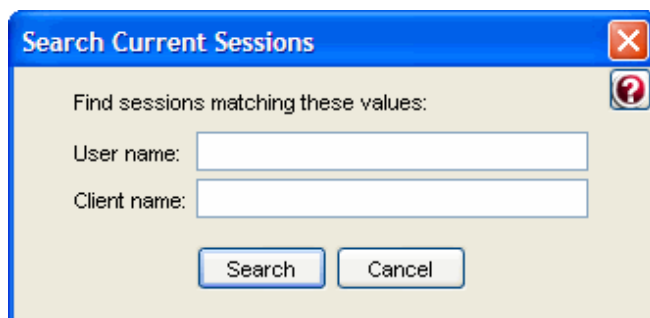 Search Current Sessions
Find sessions matching these values:
User name:
Client name:
Search Cancel